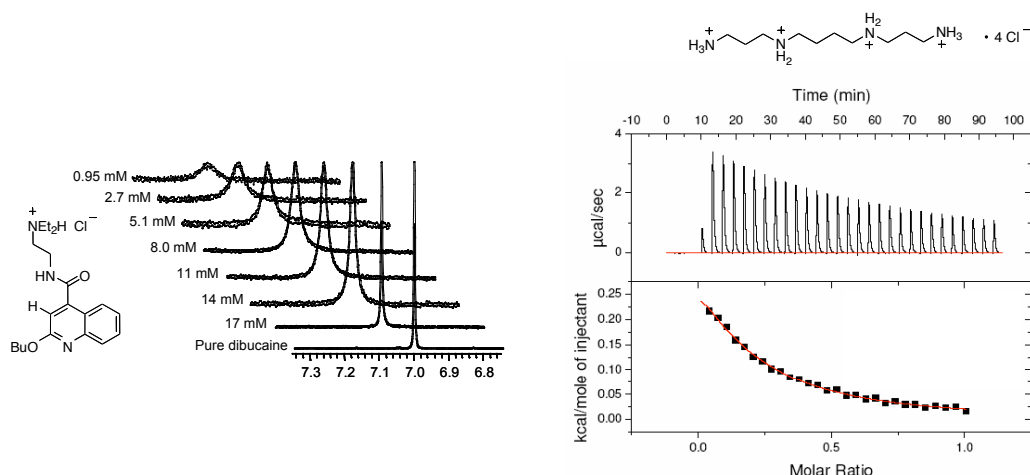 +
NEt₂H Cl⁻
HN
O
H
BuO
N
0.95 mM
2.7 mM
5.1 mM
8.0 mM
11 mM
14 mM
17 mM
Pure dibucaine
7.3 7.2 7.1 7.0 6.9 6.8
H₃N⁺ N⁺ H₂ H₂ N⁺ NH₃⁺ • 4 Cl⁻
Time (min)
-10 0 10 20 30 40 50 60 70 80 90 100
4
2
0
µcal/sec
0.25
0.20
0.15
0.10
0.05
0.00
kcal/mole of injectant
0.0 0.5 1.0
Molar Ratio